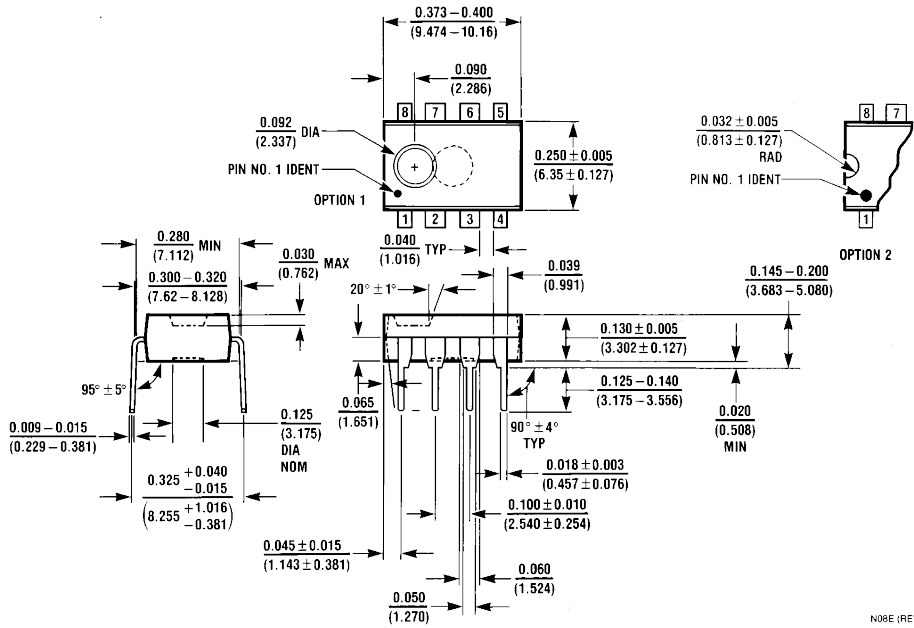 0.373 – 0.400
(9.474 – 10.16)
0.090
(2.286)
8 7 6 5
0.092
(2.337)
DIA
PIN NO. 1 IDENT
OPTION 1
1 2 3 4
0.250 ± 0.005
(6.35 ± 0.127)
0.032 ± 0.005
(0.813 ± 0.127)
RAD
PIN NO. 1 IDENT
8 7
1
OPTION 2
0.280
(7.112)
MIN
0.300 – 0.320
(7.62 – 8.128)
0.030
(0.762)
MAX
0.040
(1.016)
TYP
0.039
(0.991)
20° ± 1°
0.145 – 0.200
(3.683 – 5.080)
0.130 ± 0.005
(3.302 ± 0.127)
0.125 – 0.140
(3.175 – 3.556)
0.020
(0.508)
MIN
95° ± 5°
0.009 – 0.015
(0.229 – 0.381)
0.125
(3.175)
DIA
NOM
0.065
(1.651)
90° ± 4°
TYP
0.018 ± 0.003
(0.457 ± 0.076)
0.325 +0.040
–0.015
(8.255 +1.016
–0.381)
0.100 ± 0.010
(2.540 ± 0.254)
0.045 ± 0.015
(1.143 ± 0.381)
0.060
(1.524)
0.050
(1.270)
N08E (RE